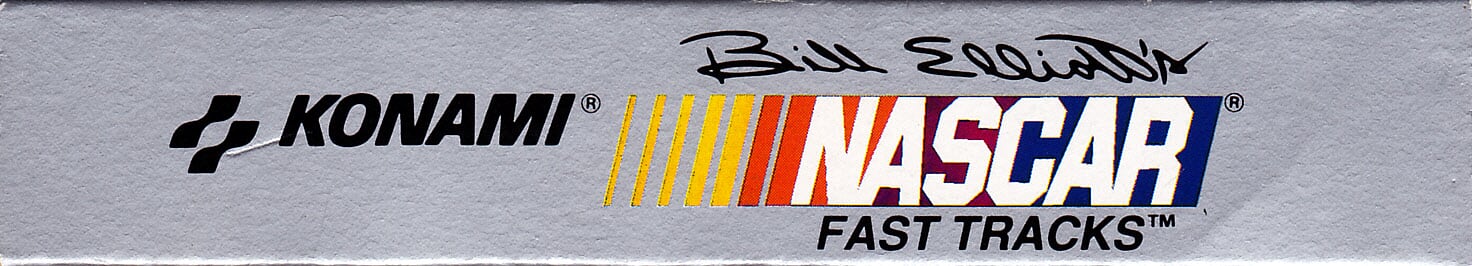 Bill Elliott's
KONAMI®
NASCAR®
FAST TRACKS™